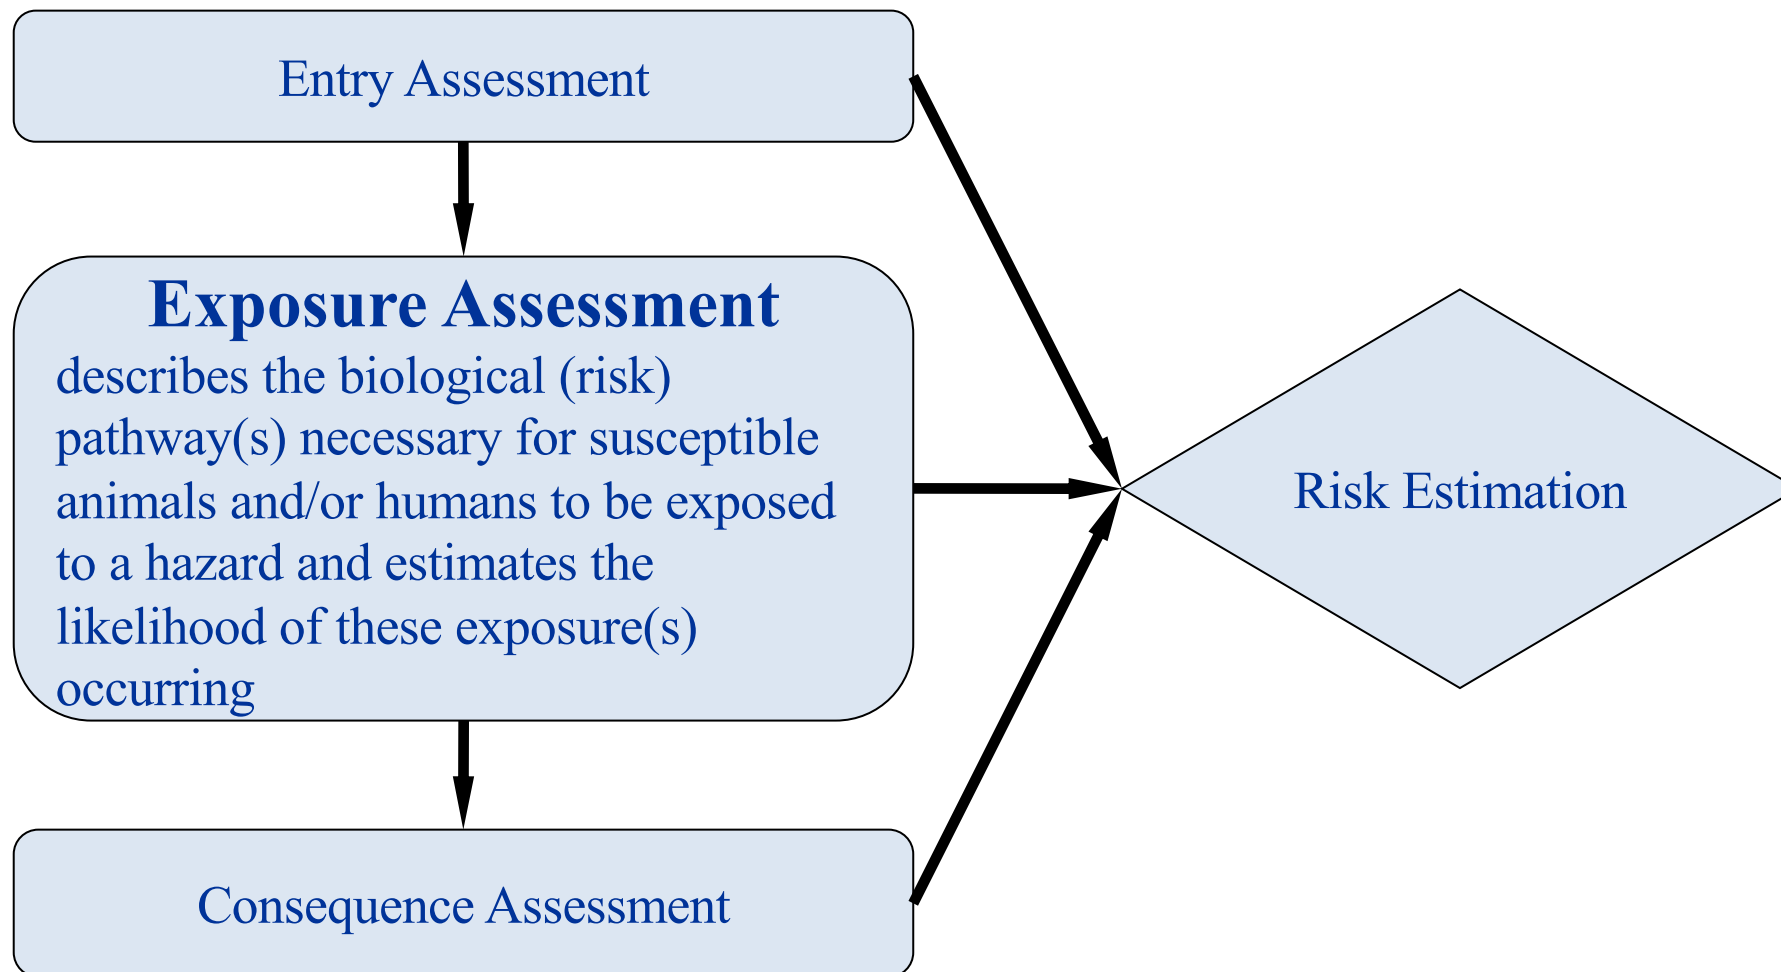 Entry Assessment
Exposure Assessment
describes the biological (risk)
pathway(s) necessary for susceptible
animals and/or humans to be exposed
to a hazard and estimates the
likelihood of these exposure(s)
occurring
Risk Estimation
Consequence Assessment